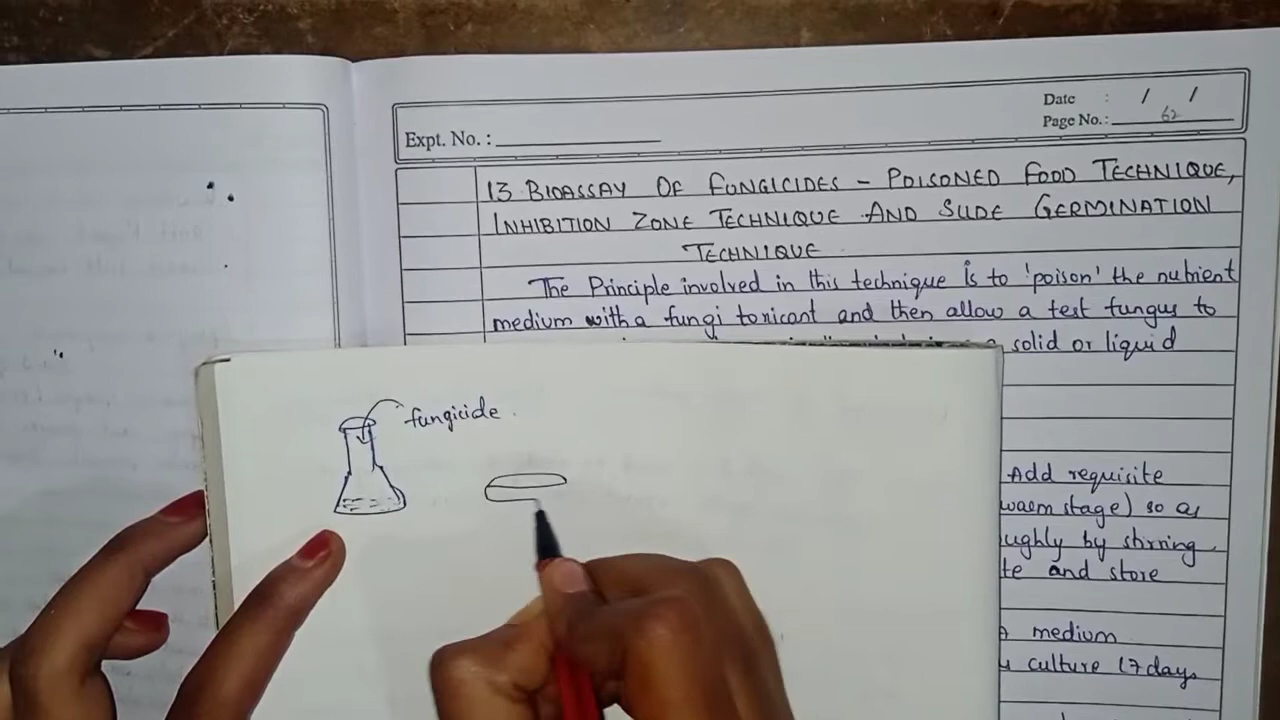 Date : / /
Expt. No. :
Page No.: 62
13 BIOASSAY OF FUNGICIDES – POISONED FOOD TECHNIQUE,
INHIBITION ZONE TECHNIQUE AND SLIDE GERMINATION
TECHNIQUE
The Principle involved in this technique is to 'poison' the nutrient
medium with a fungi toxicant and then allow a test fungus to
solid or liquid
fungicide
Add requisite
warm stage) so as
oughly by stirring.
te and store
medium
culture (7 days